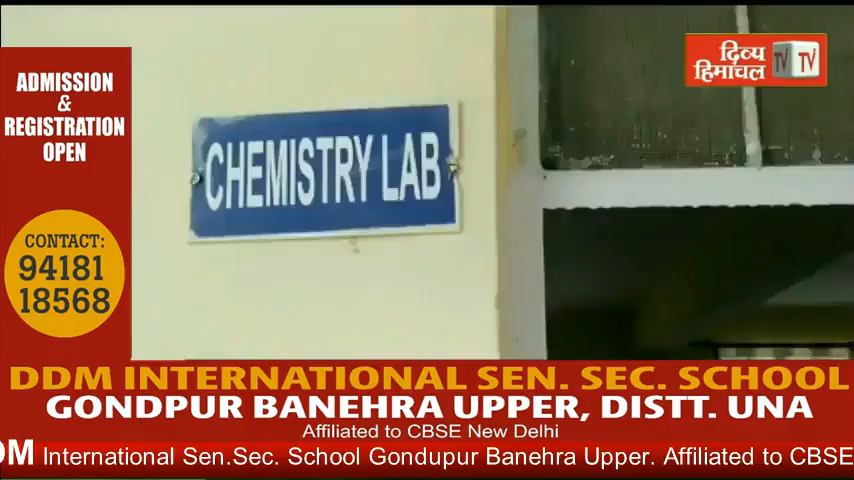 ADMISSION
&
REGISTRATION
OPEN
CONTACT:
94181
18568
CHEMISTRY LAB
दिव्य
हिमाचल
TV TV
DDM INTERNATIONAL SEN. SEC. SCHOOL
GONDPUR BANEHRA UPPER, DISTT. UNA
Affiliated to CBSE New Delhi
DM International Sen.Sec. School Gondupur Banehra Upper. Affiliated to CBSE